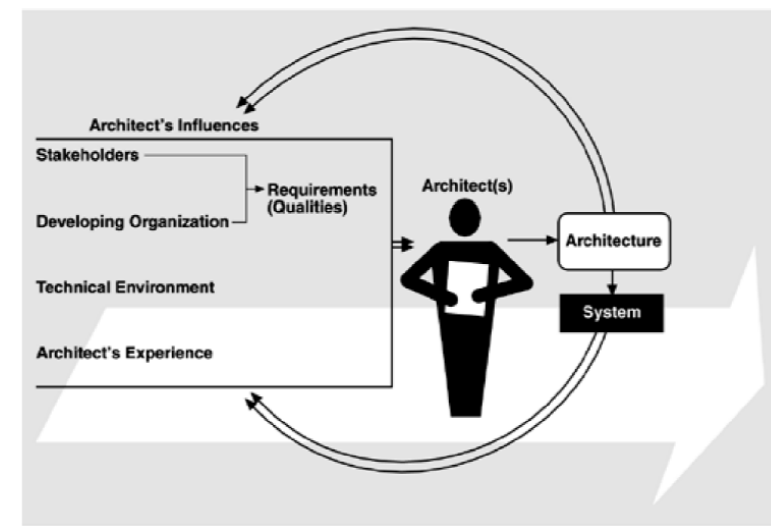 Architect's Influences
Stakeholders
Requirements
(Qualities)
Developing Organization
Technical Environment
Architect's Experience
Architect(s)
Architecture
System